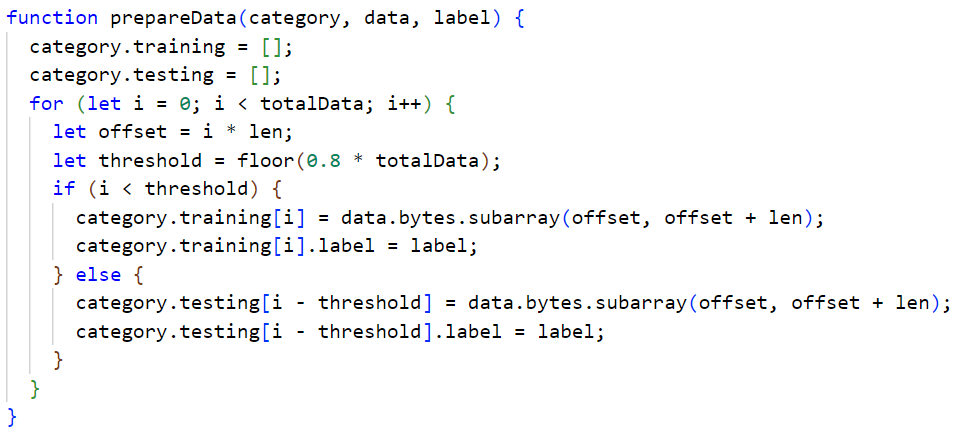 function prepareData(category, data, label) {
  category.training = [];
  category.testing = [];
  for (let i = 0; i < totalData; i++) {
    let offset = i * len;
    let threshold = floor(0.8 * totalData);
    if (i < threshold) {
      category.training[i] = data.bytes.subarray(offset, offset + len);
      category.training[i].label = label;
    } else {
      category.testing[i - threshold] = data.bytes.subarray(offset, offset + len);
      category.testing[i - threshold].label = label;
    }
  }
}